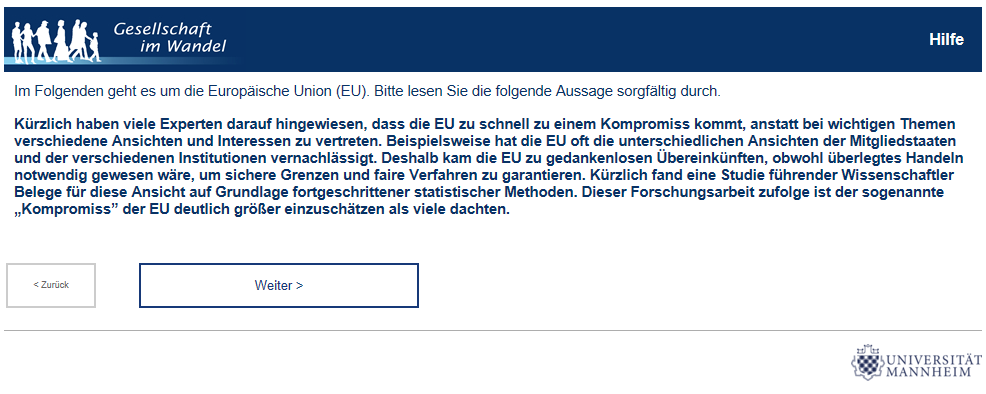 Gesellschaft
im Wandel
Hilfe
Im Folgenden geht es um die Europäische Union (EU). Bitte lesen Sie die folgende Aussage sorgfältig durch.
Kürzlich haben viele Experten darauf hingewiesen, dass die EU zu schnell zu einem Kompromiss kommt, anstatt bei wichtigen Themen
verschiedene Ansichten und Interessen zu vertreten. Beispielsweise hat die EU oft die unterschiedlichen Ansichten der Mitgliedstaaten
und der verschiedenen Institutionen vernachlässigt. Deshalb kam die EU zu gedankenlosen Übereinkünften, obwohl überlegtes Handeln
notwendig gewesen wäre, um sichere Grenzen und faire Verfahren zu garantieren. Kürzlich fand eine Studie führender Wissenschaftler
Belege für diese Ansicht auf Grundlage fortgeschrittener statistischer Methoden. Dieser Forschungsarbeit zufolge ist der sogenannte
„Kompromiss” der EU deutlich größer einzuschätzen als viele dachten.
< Zurück
Weiter >
UNIVERSITÄT
MANNHEIM